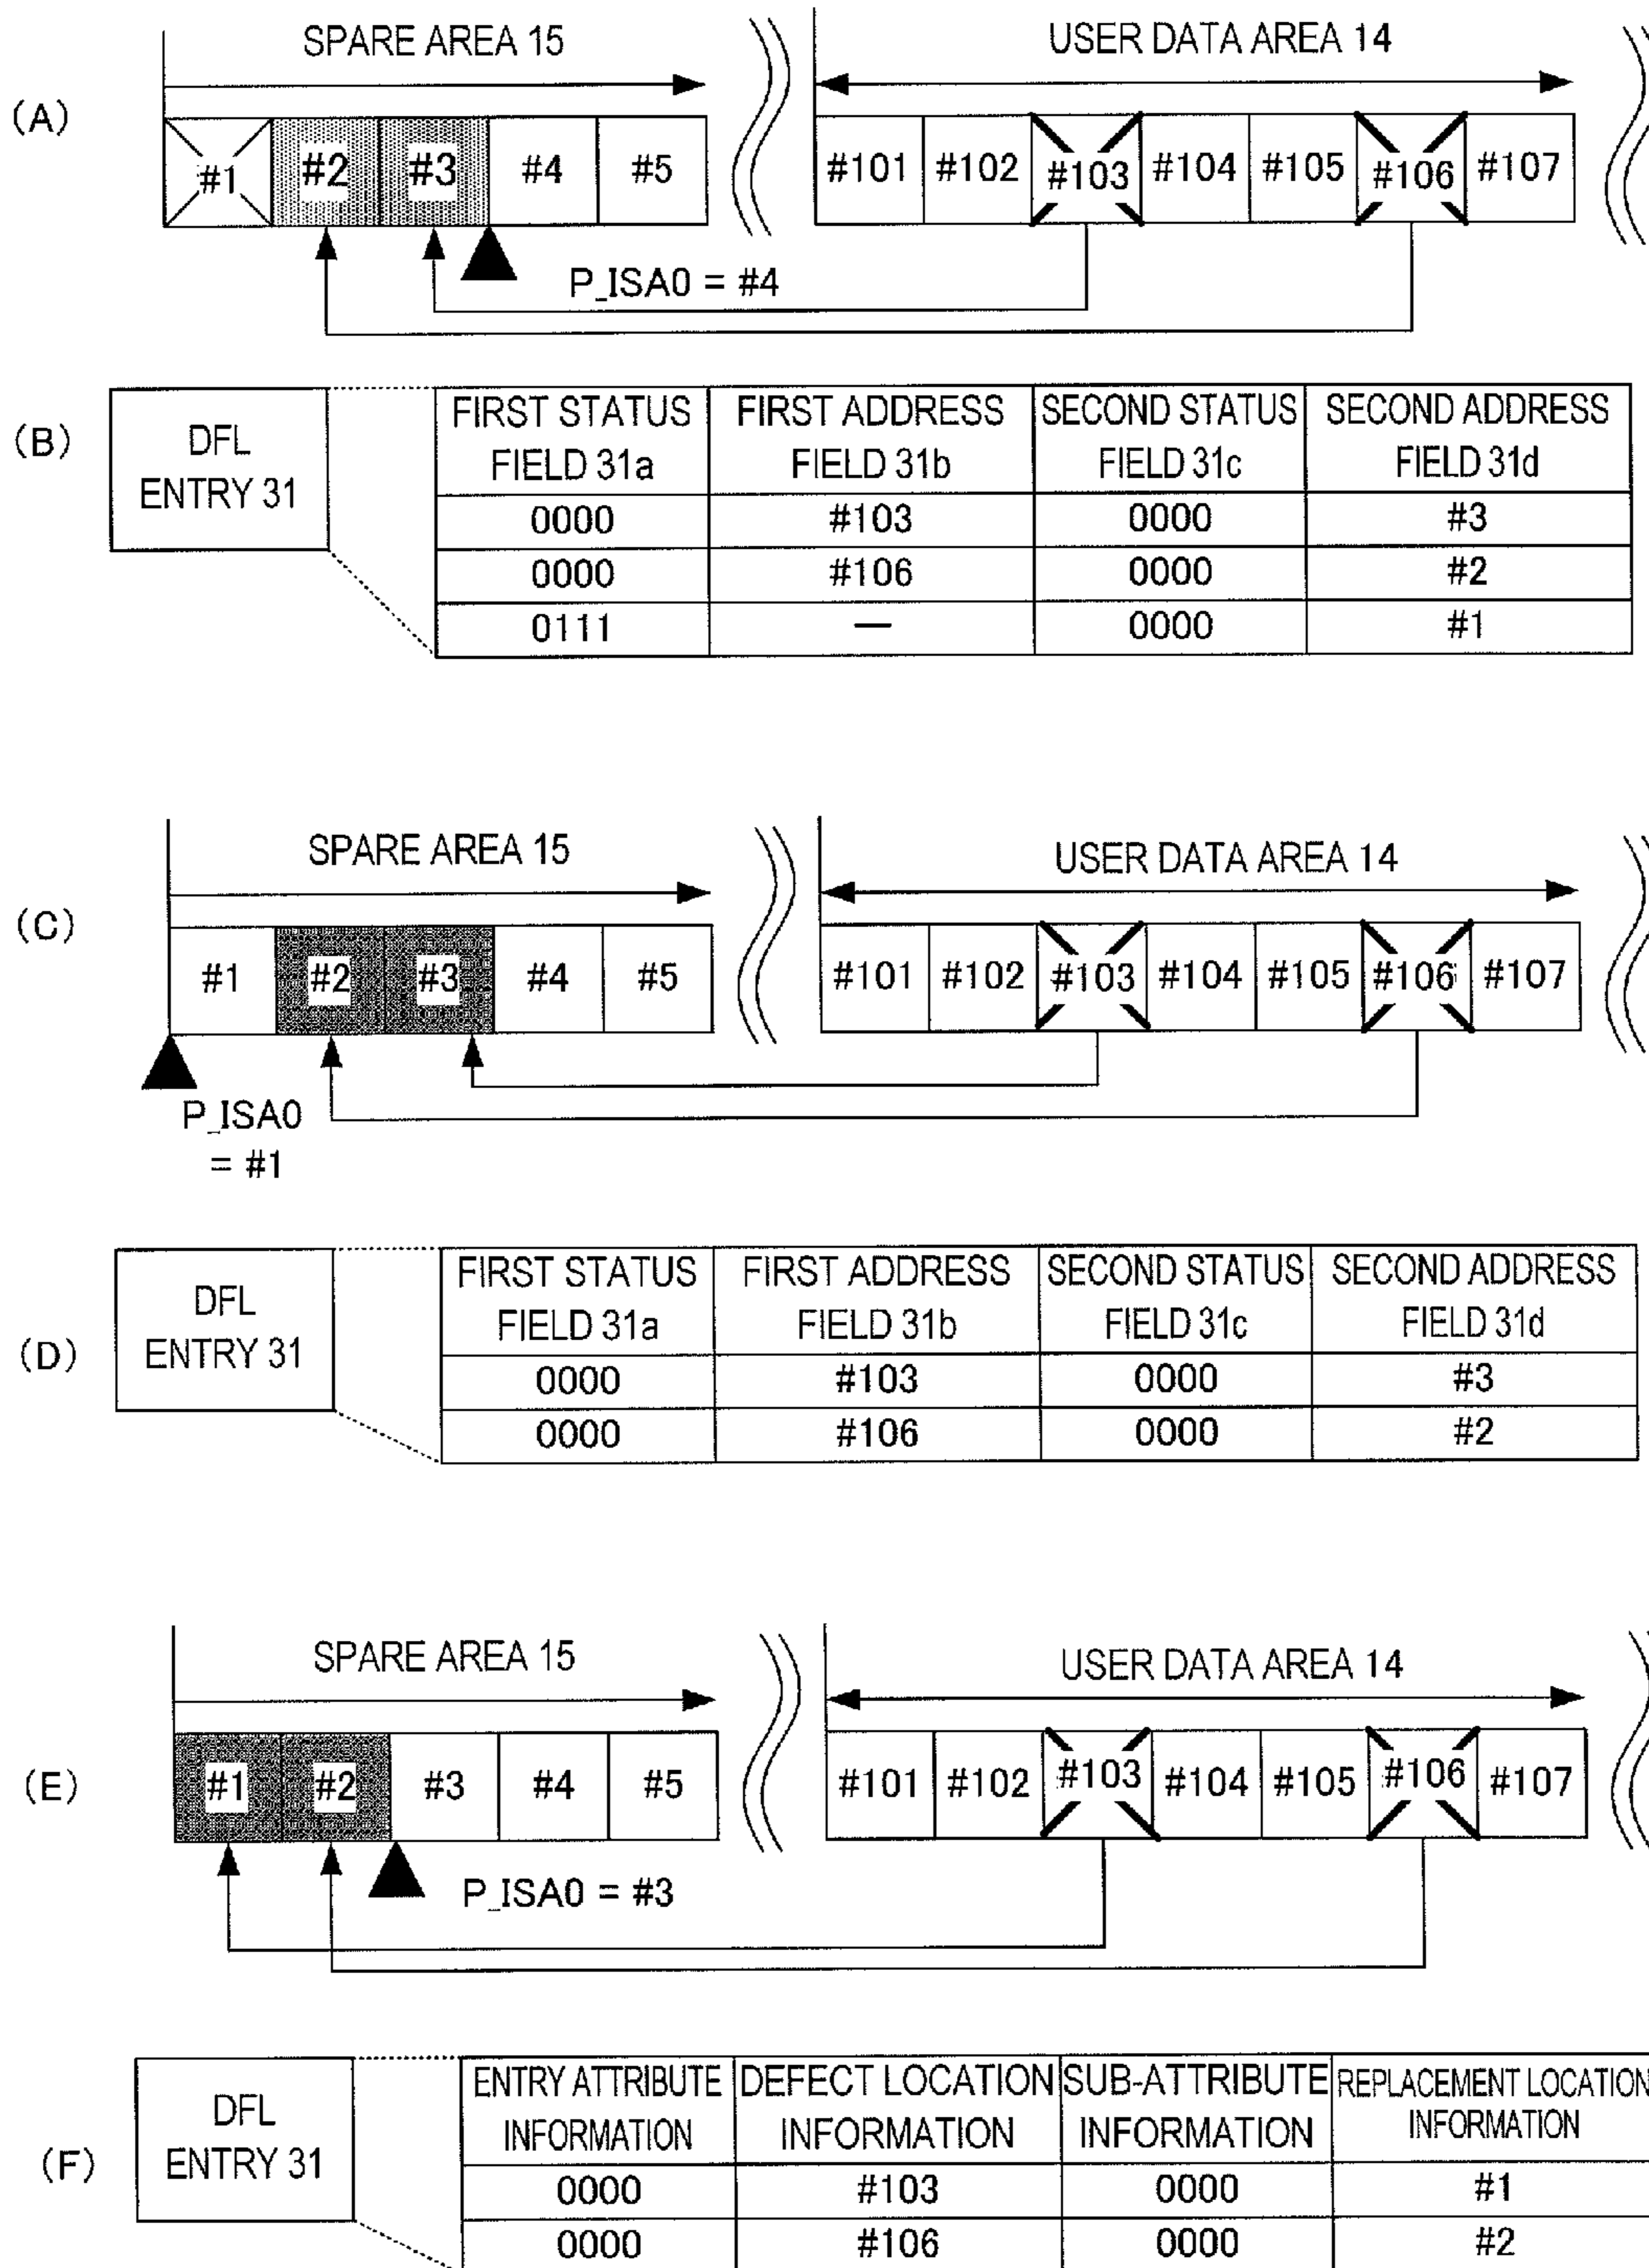 SPARE AREA 15 USER DATA AREA 14
(A)
#1 #2 #3 #4 #5 #101 #102 #103 #104 #105 #106 #107
P_ISA0 = #4
(B) DFL ENTRY 31
FIRST STATUS FIELD 31a FIRST ADDRESS FIELD 31b SECOND STATUS FIELD 31c SECOND ADDRESS FIELD 31d
0000 #103 0000 #3
0000 #106 0000 #2
0111 — 0000 #1
SPARE AREA 15 USER DATA AREA 14
(C)
#1 #2 #3 #4 #5 #101 #102 #103 #104 #105 #106 #107
P_ISA0
= #1
(D) DFL ENTRY 31
FIRST STATUS FIELD 31a FIRST ADDRESS FIELD 31b SECOND STATUS FIELD 31c SECOND ADDRESS FIELD 31d
0000 #103 0000 #3
0000 #106 0000 #2
SPARE AREA 15 USER DATA AREA 14
(E)
#1 #2 #3 #4 #5 #101 #102 #103 #104 #105 #106 #107
P_ISA0 = #3
(F) DFL ENTRY 31
ENTRY ATTRIBUTE INFORMATION DEFECT LOCATION INFORMATION SUB-ATTRIBUTE INFORMATION REPLACEMENT LOCATION INFORMATION
0000 #103 0000 #1
0000 #106 0000 #2